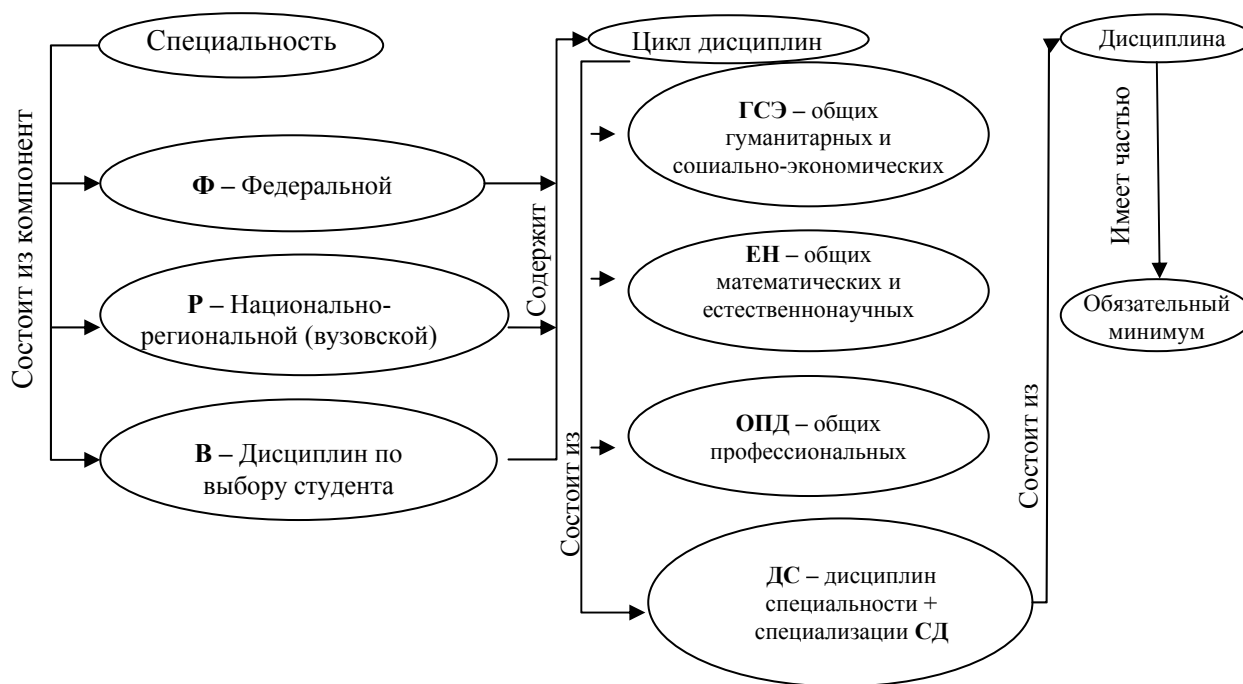 Специальность
Состоит из компонент
Ф – Федеральной
Р – Национально-
региональной (вузовской)
В – Дисциплин по
выбору студента
Содержит
Цикл дисциплин
Состоит из
ГСЭ – общих
гуманитарных и
социально-экономических
ЕН – общих
математических и
естественнонаучных
ОПД – общих
профессиональных
ДС – дисциплин
специальности +
специализации СД
Состоит из
Дисциплина
Имеет частью
Обязательный
минимум